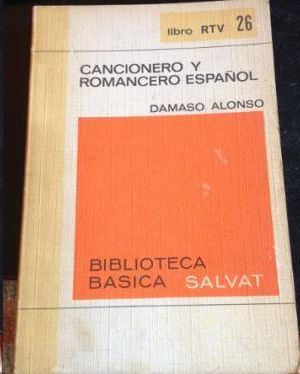 libro RTV 26
CANCIONERO Y
ROMANCERO ESPAÑOL
DAMASO ALONSO
BIBLIOTECA
BASICA SALVAT